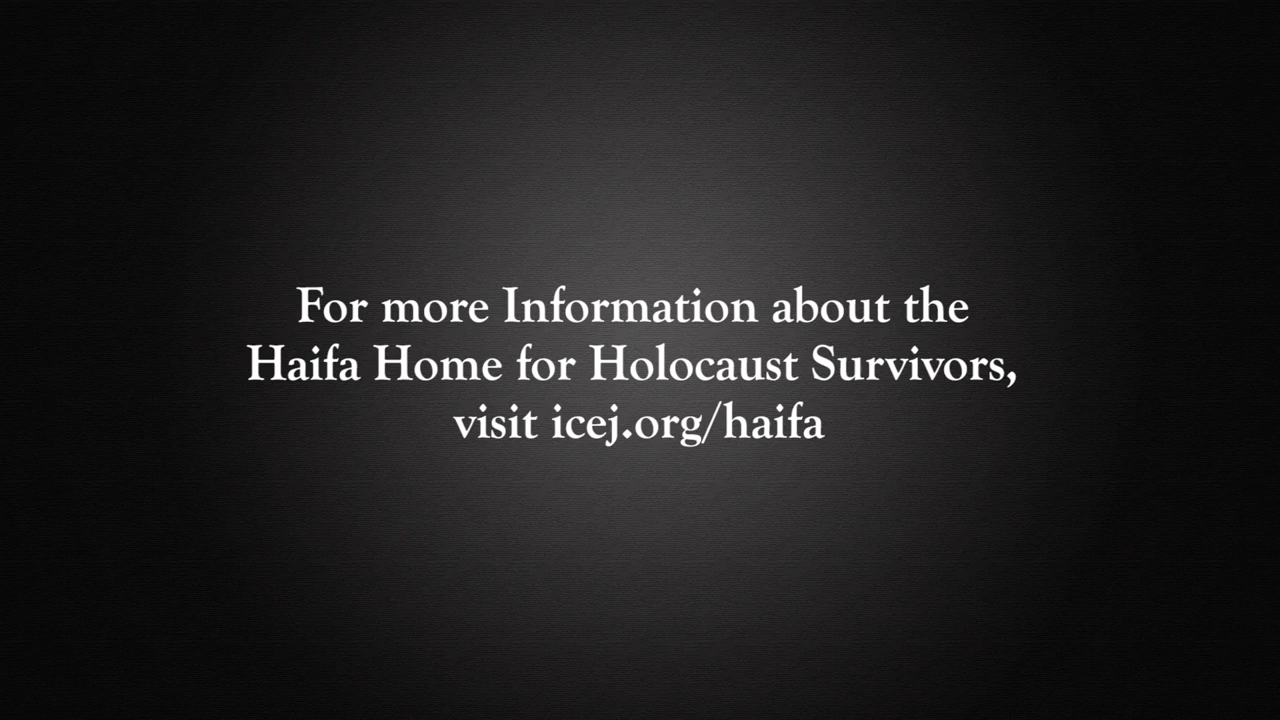 For more Information about the
Haifa Home for Holocaust Survivors,
visit icej.org/haifa